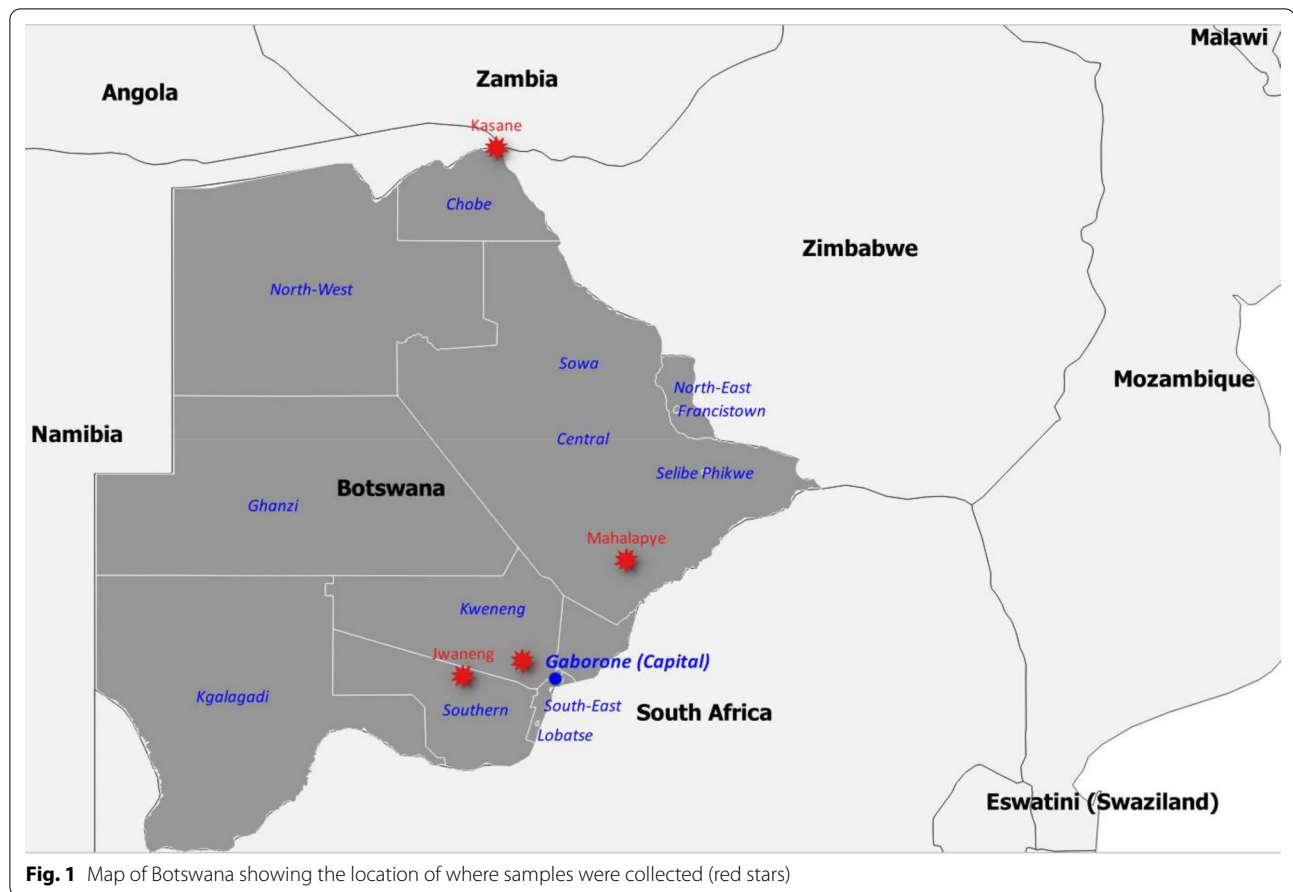 Malawi
Zambia
Angola
Kasane
Chobe
Zimbabwe
North-West
Sowa
Mozambique
North-East
Francistown
Namibia
Central
Selibe Phikwe
Botswana
Ghanzi
Mahalapye
Kweneng
Jwaneng
Gaborone (Capital)
Kgalagadi
Southern
South-East
South Africa
Lobatse
Eswatini (Swaziland)
Fig. 1 Map of Botswana showing the location of where samples were collected (red stars)